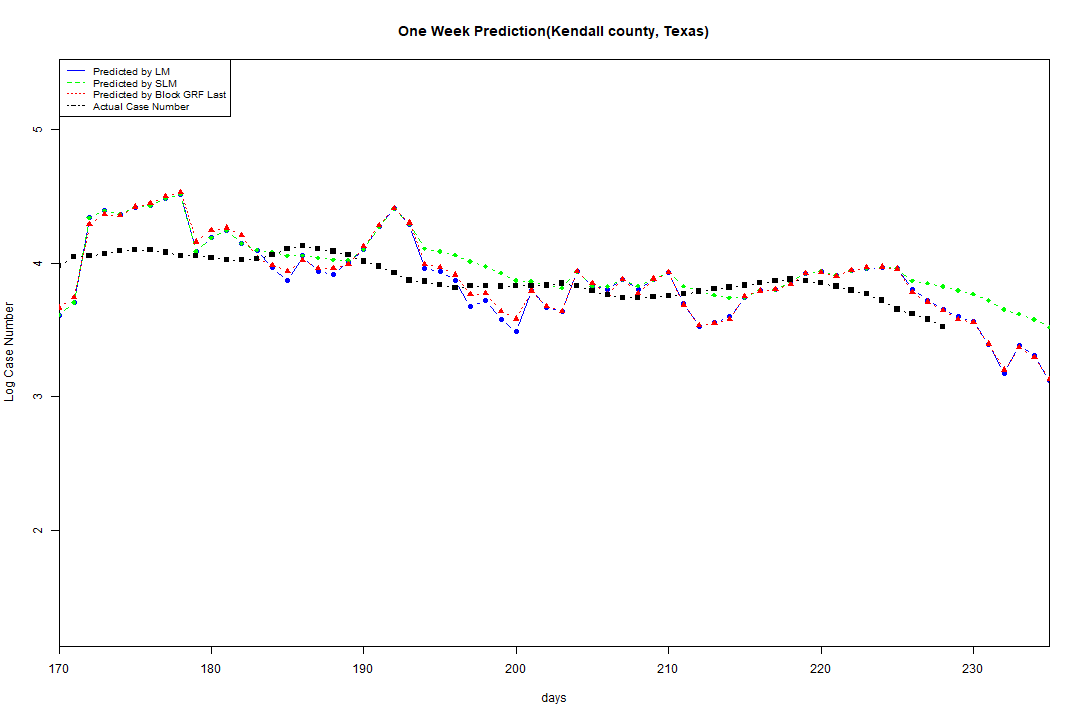 One Week Prediction(Kendall county, Texas)
Predicted by LM
Predicted by SLM
Predicted by Block GRF Last
Actual Case Number
5
4
3
2
Log Case Number
170 180 190 200 210 220 230
days